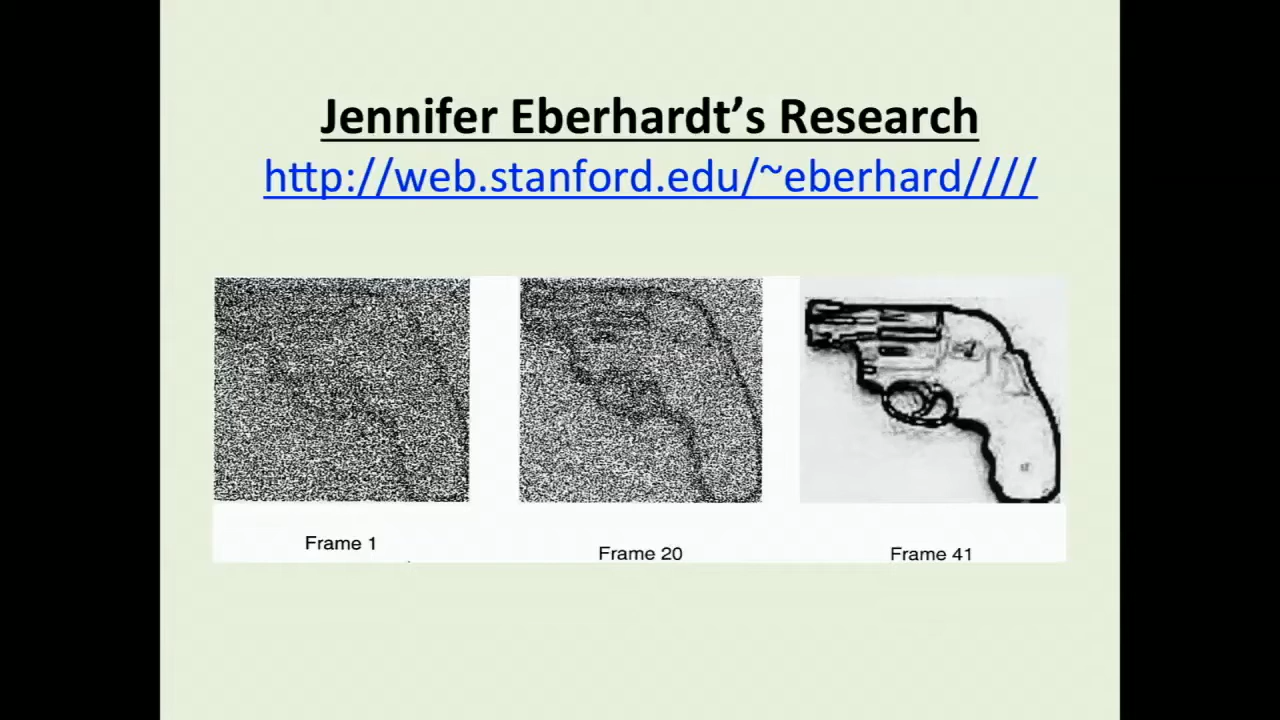 Jennifer Eberhardt’s Research
http://web.stanford.edu/~eberhard////
Frame 1
Frame 20
Frame 41